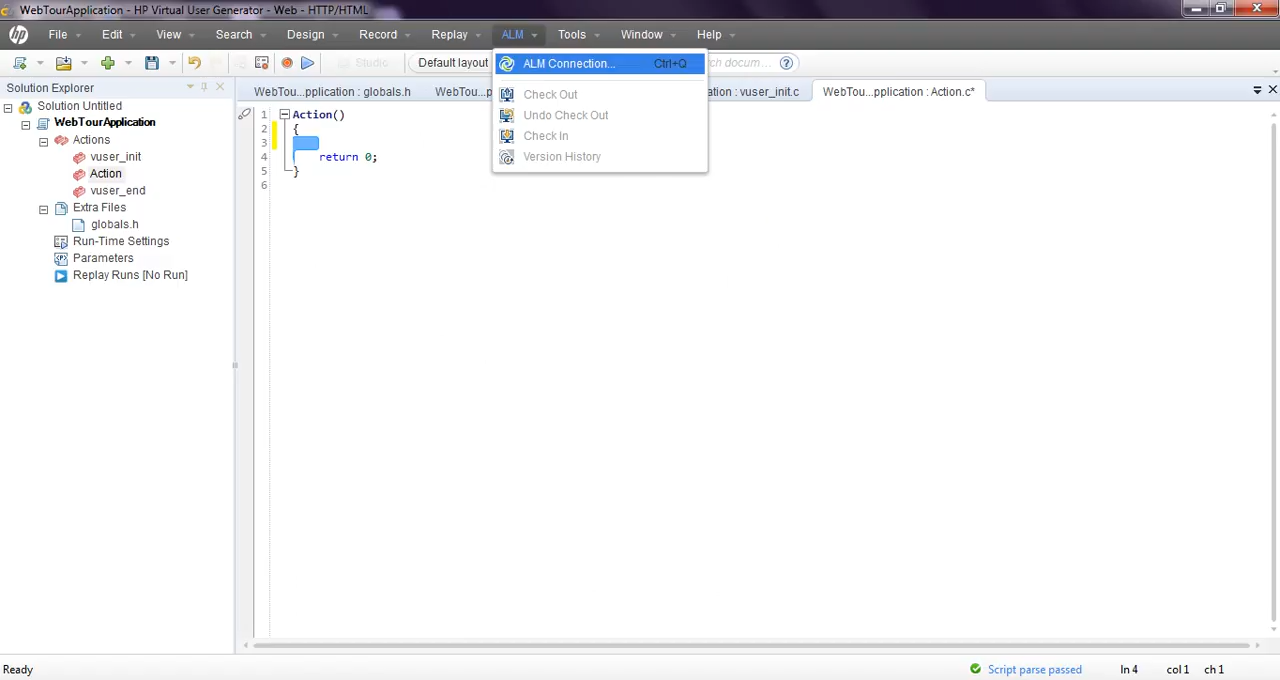 WebTourApplication - HP Virtual User Generator - Web - HTTP/HTML
hp File Edit View Search Design Record Replay ALM Tools Window Help
Studio Default layout ch docum... ?
ALM Connection... Ctrl+Q
Check Out
Undo Check Out
Check In
Version History
Solution Explorer
WebTou...pplication : globals.h WebTou...p ation : vuser_init.c WebTou...pplication : Action.c*
Solution Untitled
WebTourApplication
Actions
vuser_init
Action
vuser_end
Extra Files
globals.h
Run-Time Settings
Parameters
Replay Runs [No Run]
1 Action()
2 {
3
4 return 0;
5 }
6
Ready Script parse passed ln 4 col 1 ch 1